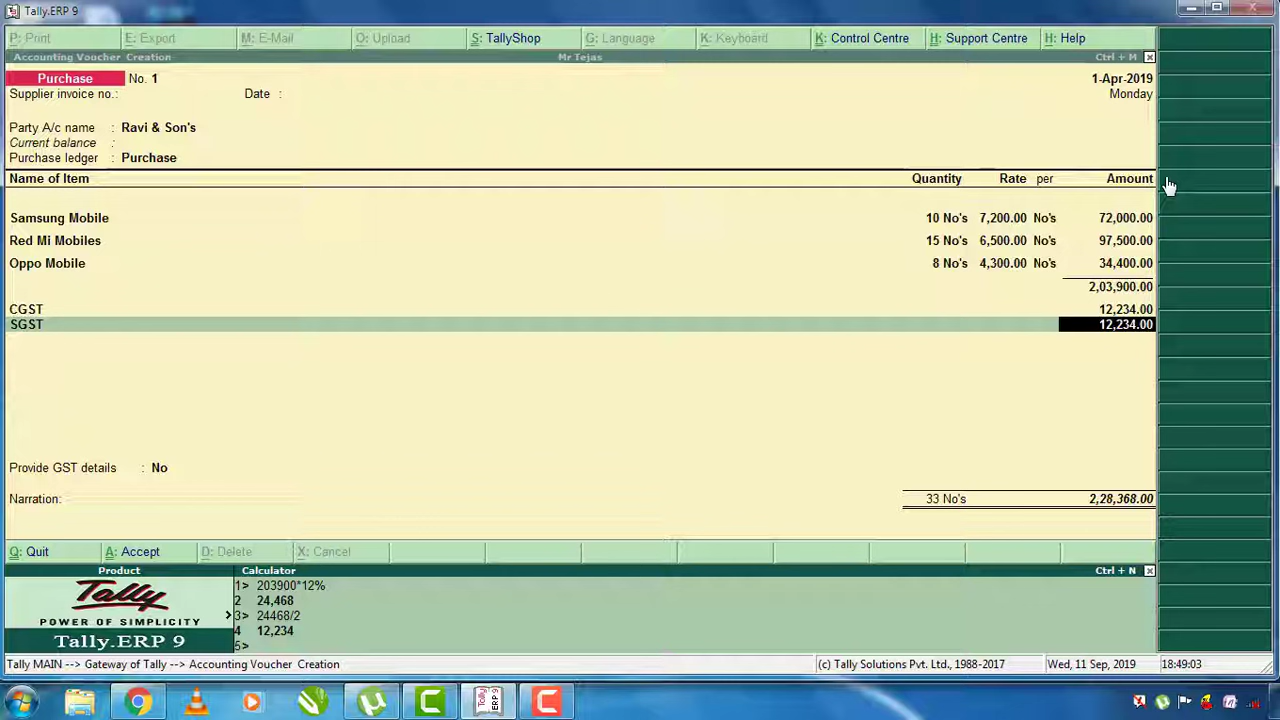 Tally.ERP 9
P: Print E: Export M: E-Mail O: Upload S: TallyShop G: Language K: Keyboard K: Control Centre H: Support Centre H: Help
Accounting Voucher Creation Mr Tejas Ctrl + M
Purchase No. 1 1-Apr-2019
Supplier invoice no.: Date : Monday
Party A/c name : Ravi & Son's
Current balance :
Purchase ledger : Purchase
Name of Item Quantity Rate per Amount
Samsung Mobile 10 No's 7,200.00 No's 72,000.00
Red Mi Mobiles 15 No's 6,500.00 No's 97,500.00
Oppo Mobile 8 No's 4,300.00 No's 34,400.00
2,03,900.00
CGST 12,234.00
SGST 12,234.00
Provide GST details : No
Narration: 33 No's 2,28,368.00
Q: Quit A: Accept D: Delete X: Cancel
Product Calculator Ctrl + N
1> 203900*12%
2 24,468
>3> 24468/2
4 12,234
5>
Tally
POWER OF SIMPLICITY
Tally.ERP 9
Tally MAIN --> Gateway of Tally --> Accounting Voucher Creation (c) Tally Solutions Pvt. Ltd., 1988-2017 Wed, 11 Sep, 2019 18:49:03